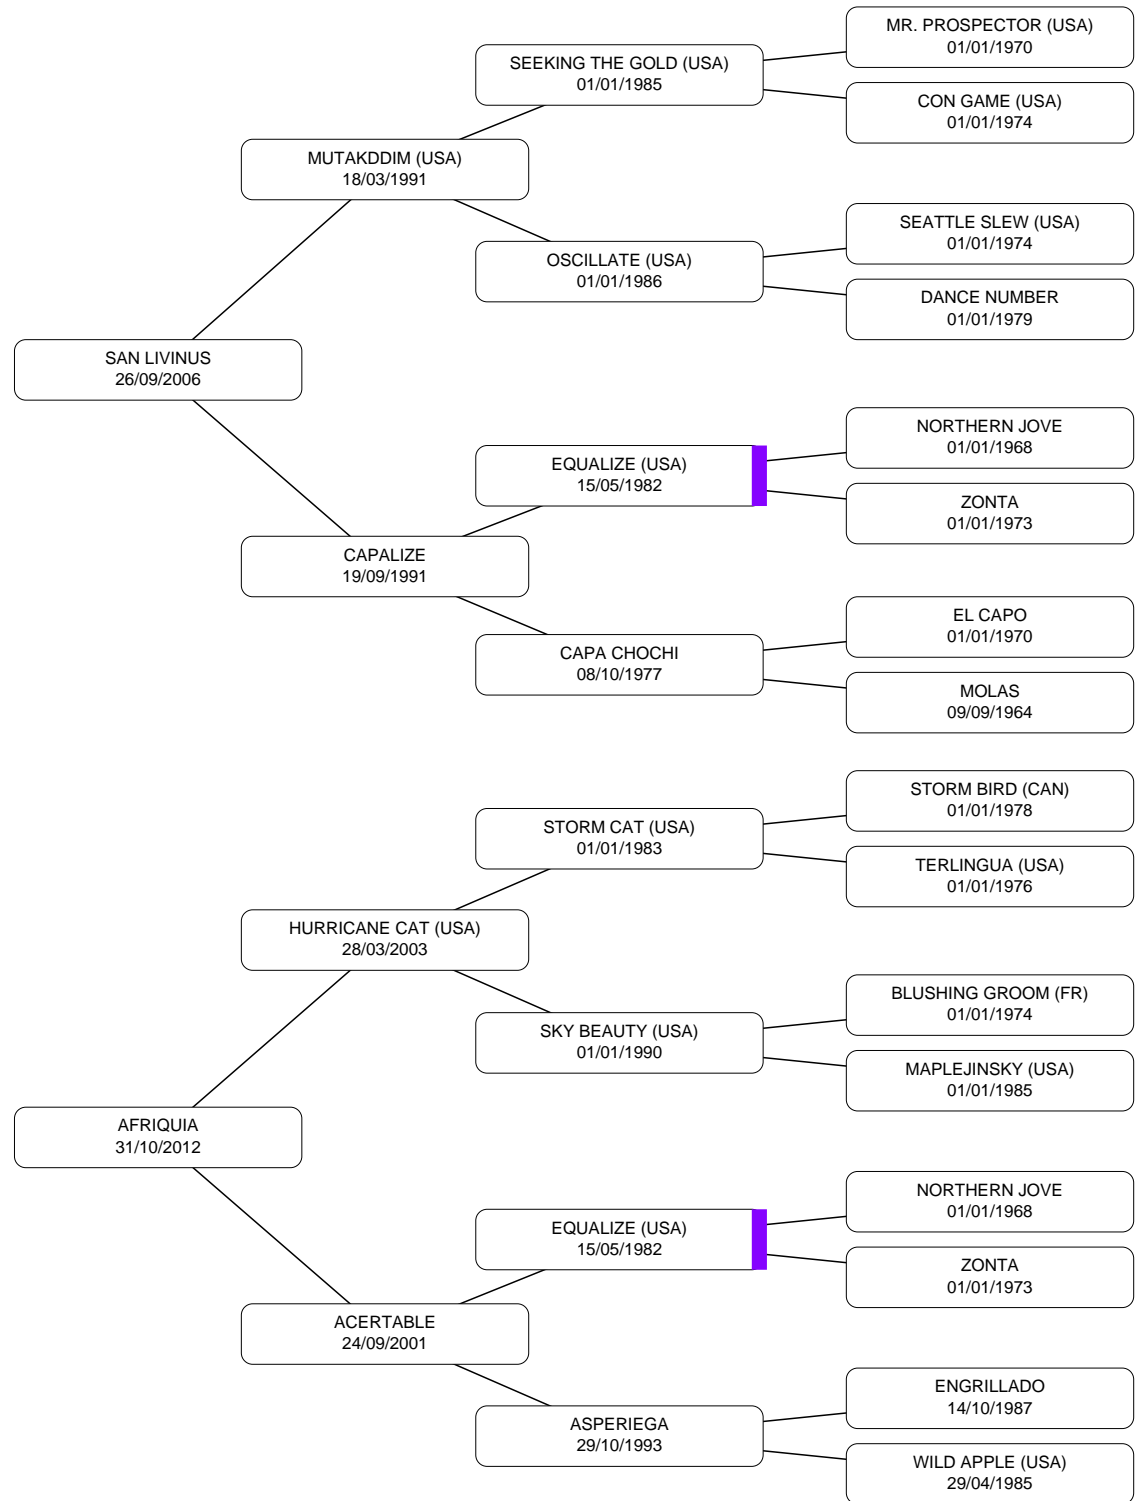 MR. PROSPECTOR (USA)
01/01/1970
SEEKING THE GOLD (USA)
01/01/1985
CON GAME (USA)
01/01/1974
MUTAKDDIM (USA)
18/03/1991
SEATTLE SLEW (USA)
01/01/1974
OSCILLATE (USA)
01/01/1986
DANCE NUMBER
01/01/1979
SAN LIVINUS
26/09/2006
NORTHERN JOVE
01/01/1968
EQUALIZE (USA)
15/05/1982
ZONTA
01/01/1973
CAPALIZE
19/09/1991
EL CAPO
01/01/1970
CAPA CHOCHI
08/10/1977
MOLAS
09/09/1964
STORM BIRD (CAN)
01/01/1978
STORM CAT (USA)
01/01/1983
TERLINGUA (USA)
01/01/1976
HURRICANE CAT (USA)
28/03/2003
BLUSHING GROOM (FR)
01/01/1974
SKY BEAUTY (USA)
01/01/1990
MAPLEJINSKY (USA)
01/01/1985
AFRIQUIA
31/10/2012
NORTHERN JOVE
01/01/1968
EQUALIZE (USA)
15/05/1982
ZONTA
01/01/1973
ACERTABLE
24/09/2001
ENGRILLADO
14/10/1987
ASPERIEGA
29/10/1993
WILD APPLE (USA)
29/04/1985